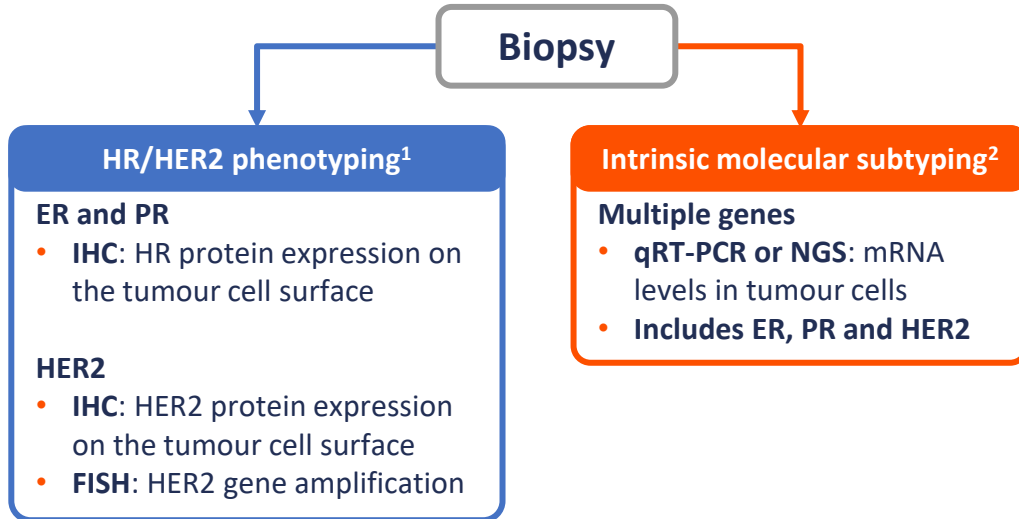 Biopsy
HR/HER2 phenotyping¹
ER and PR
• IHC: HR protein expression on
the tumour cell surface
HER2
• IHC: HER2 protein expression
on the tumour cell surface
• FISH: HER2 gene amplification
Intrinsic molecular subtyping²
Multiple genes
• qRT-PCR or NGS: mRNA
levels in tumour cells
• Includes ER, PR and HER2